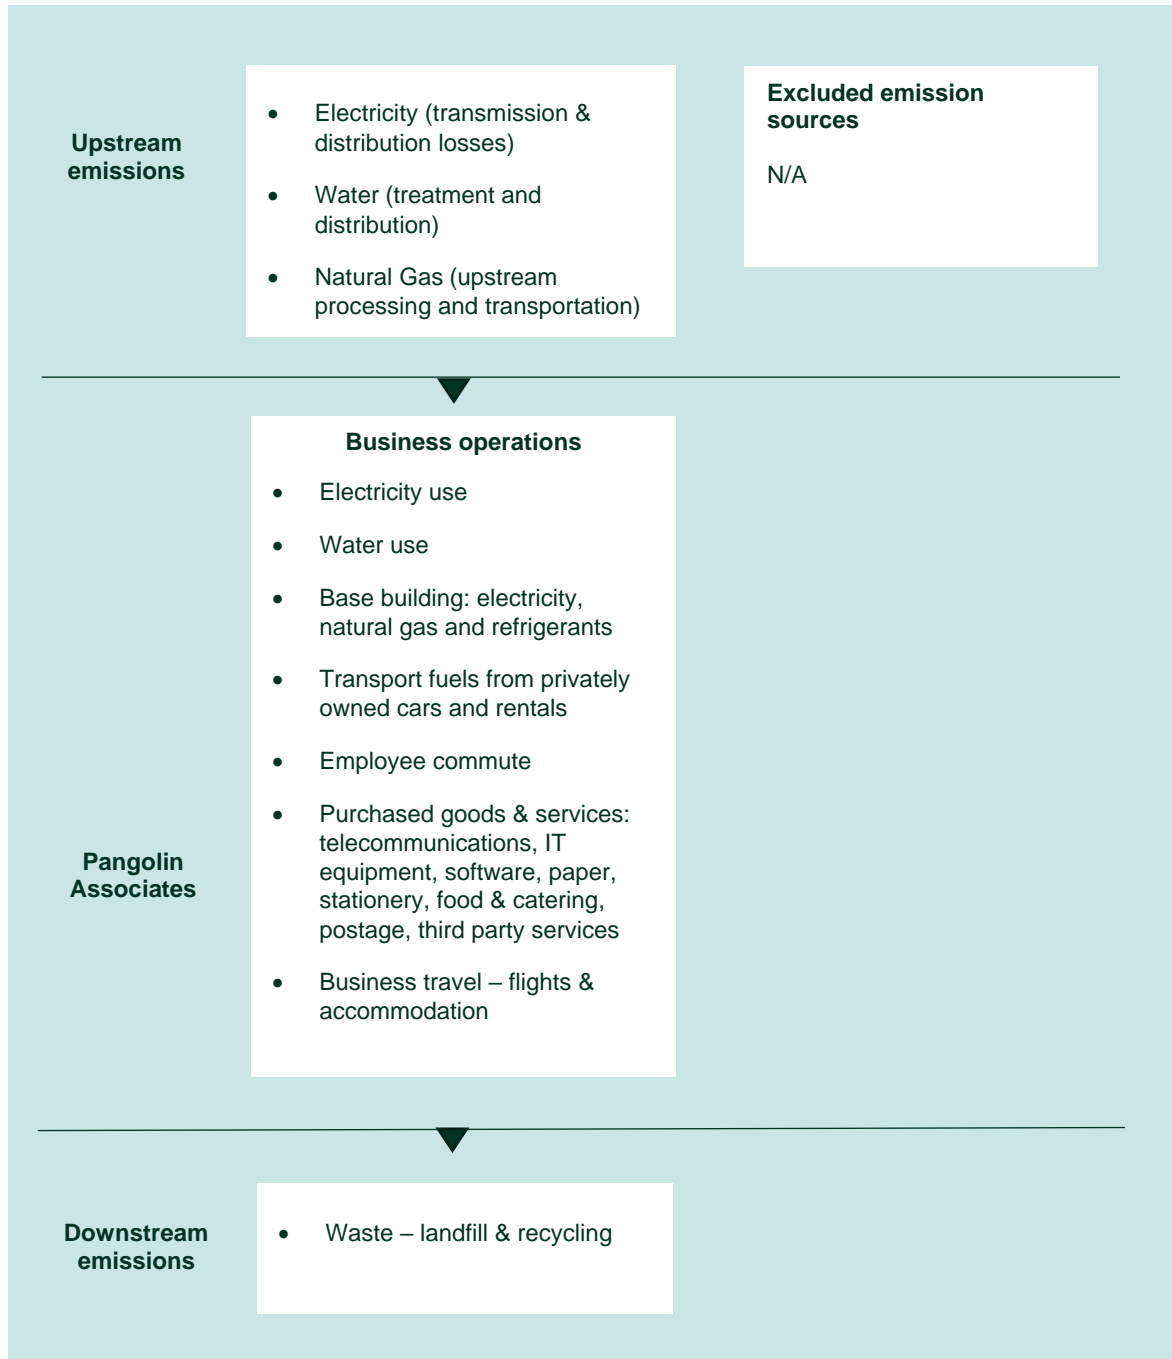 Upstream
emissions
• Electricity (transmission &
distribution losses)
• Water (treatment and
distribution)
• Natural Gas (upstream
processing and transportation)
Excluded emission
sources
N/A
Pangolin
Associates
Business operations
• Electricity use
• Water use
• Base building: electricity,
natural gas and refrigerants
• Transport fuels from privately
owned cars and rentals
• Employee commute
• Purchased goods & services:
telecommunications, IT
equipment, software, paper,
stationery, food & catering,
postage, third party services
• Business travel – flights &
accommodation
Downstream
emissions
• Waste – landfill & recycling